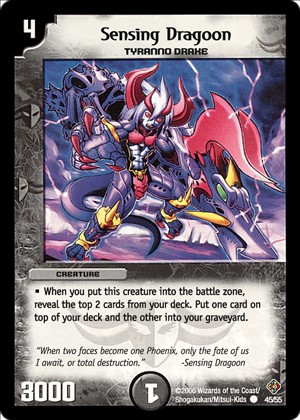 4
Sensing Dragoon
TYRANNO DRAKE
CREATURE
• When you put this creature into the battle zone,
reveal the top 2 cards from your deck. Put one card on
top of your deck and the other into your graveyard.
"When two faces become one Phoenix, only the fate of us
I await, or total destruction." -Sensing Dragoon
3000
1
©2006 Wizards of the Coast/
Shogakukan/Mitsui-Kids
45/55